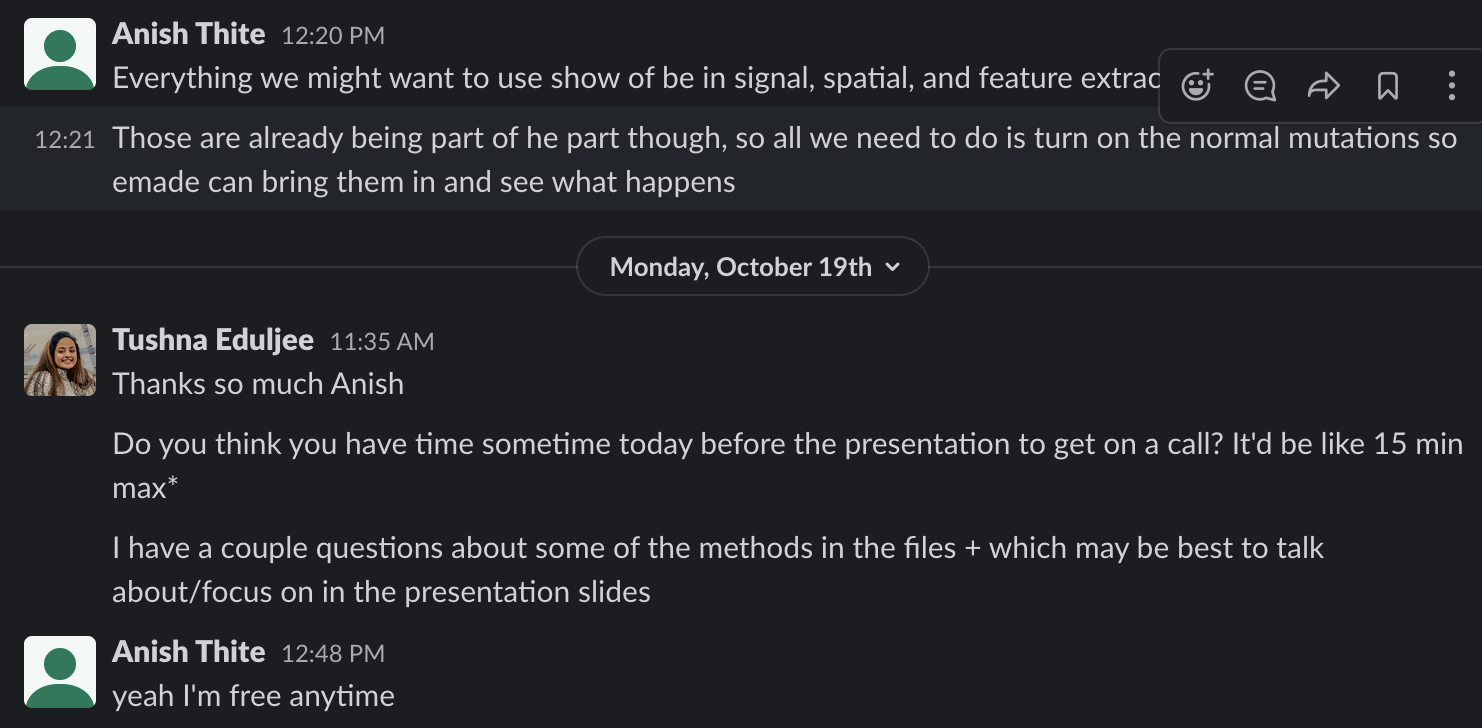 Anish Thite 12:20 PM
Everything we might want to use show of be in signal, spatial, and feature
12:21 Those are already being part of he part though, so all we need to do is turn on the normal mutations so
emade can bring them in and see what happens
Monday, October 19th
Tushna Eduljee 11:35 AM
Thanks so much Anish
Do you think you have time sometime today before the presentation to get on a call? It'd be like 15 min
max*
I have a couple questions about some of the methods in the files + which may be best to talk
about/focus on in the presentation slides
Anish Thite 12:48 PM
yeah I'm free anytime